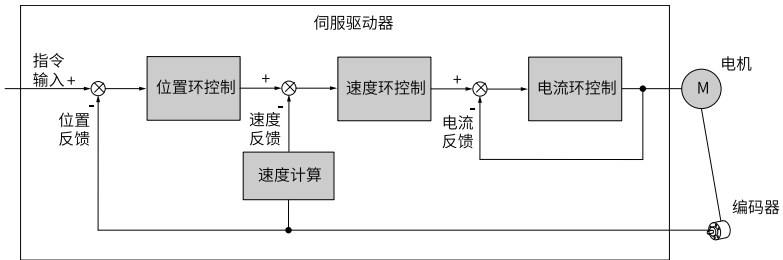 伺服驱动器
指令
输入
+
位置环控制
+
速度环控制
+
电流环控制
电机
M
-
位置
反馈
-
速度
反馈
-
电流
反馈
速度计算
编码器